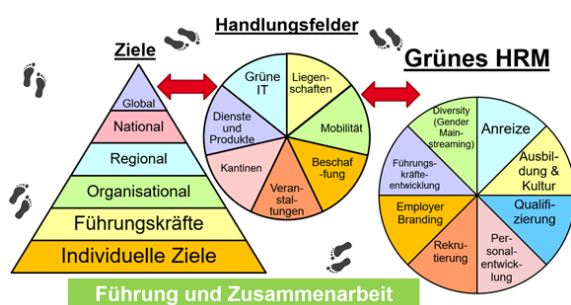 Handlungsfelder
Ziele
Grünes HRM
Global
National
Regional
Organisational
Führungskräfte
Individuelle Ziele
Grüne
IT
Liegen-
schaften
Mobilität
Beschaf
-fung
Veran-
stal-
tungen
Kantinen
Dienste
und
Produkte
Diversity
(Gender
Main-
streaming)
Anreize
Ausbil-
dung &
Kultur
Qualifi-
zierung
Per-
sonal-
entwick-
lung
Rekru-
tierung
Employer
Branding
Führungs-
kräfte-
entwicklung
Führung und Zusammenarbeit